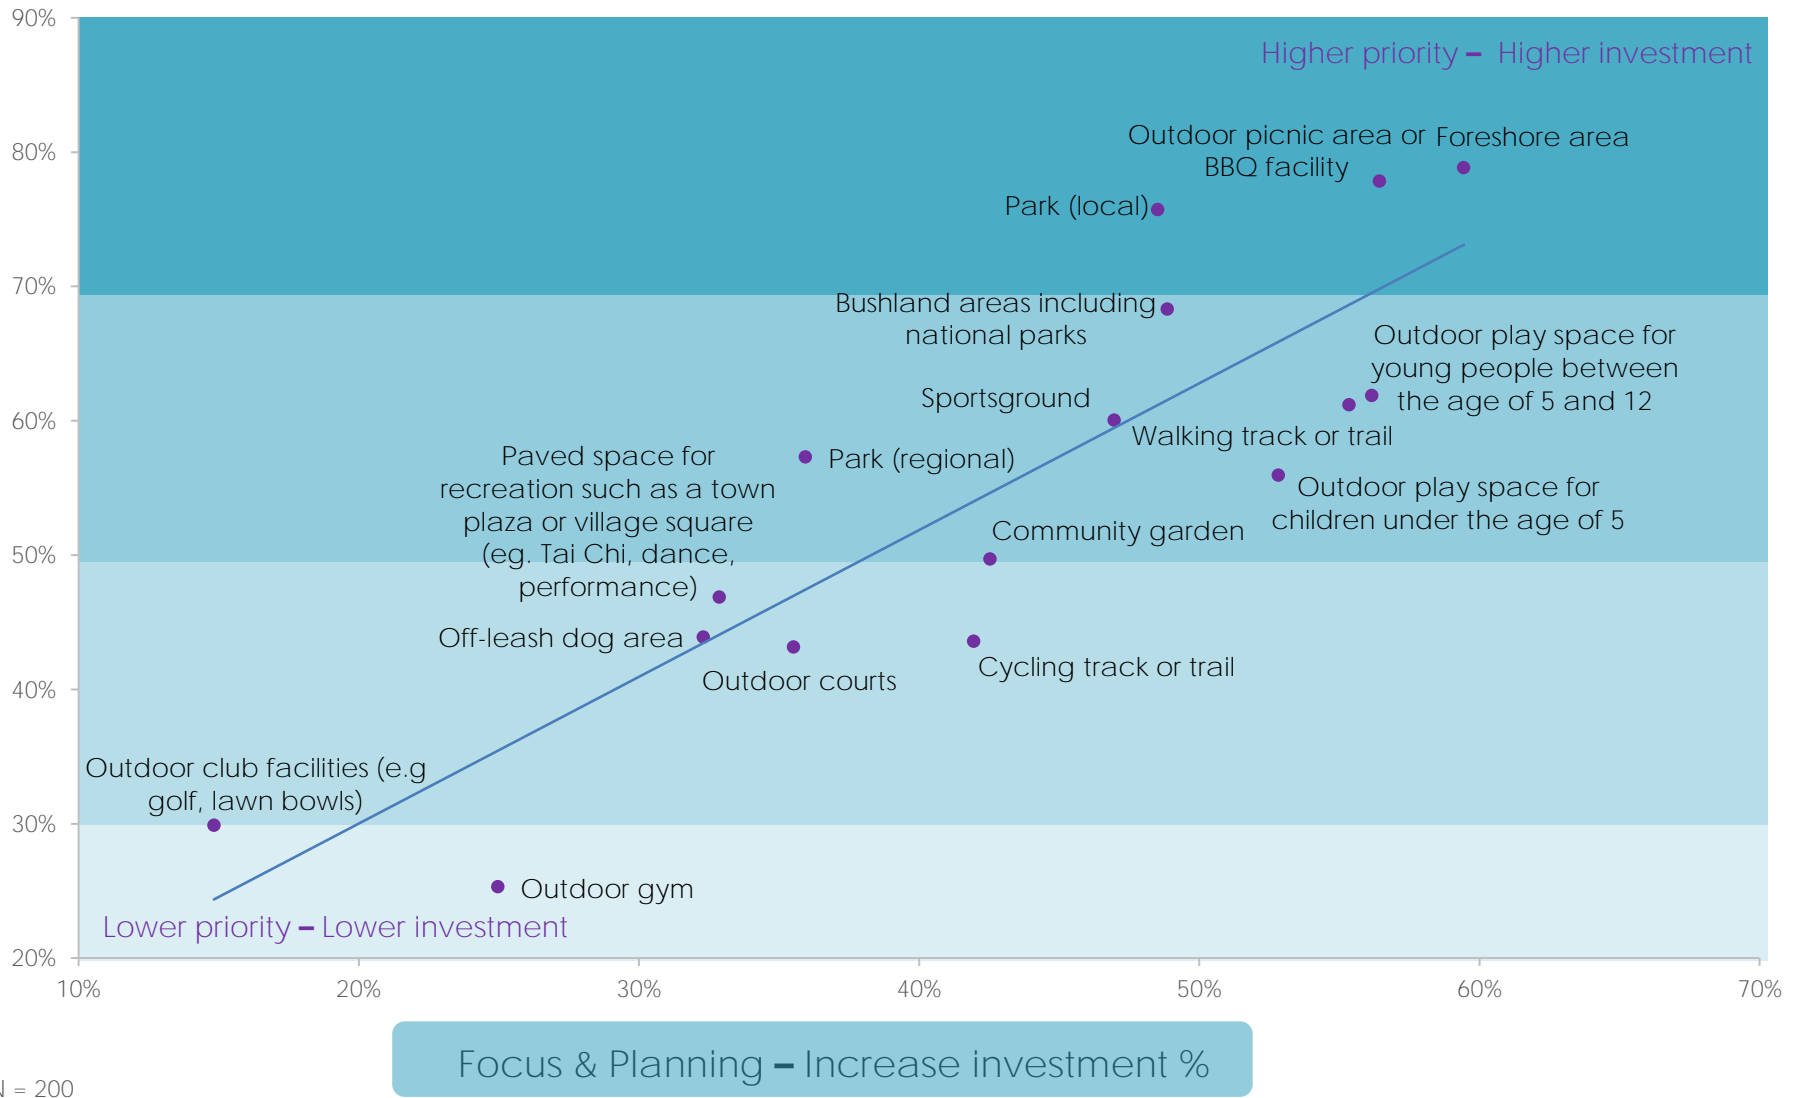 90%
Higher priority – Higher investment
80%
Outdoor picnic area or
BBQ facility
Foreshore area
Park (local)
70%
Bushland areas including
national parks
Outdoor play space for
young people between
the age of 5 and 12
Sportsground
60%
Walking track or trail
Paved space for
recreation such as a town
plaza or village square
(eg. Tai Chi, dance,
performance)
Park (regional)
Outdoor play space for
children under the age of 5
Community garden
50%
Off-leash dog area
Outdoor courts
Cycling track or trail
40%
Outdoor club facilities (e.g
golf, lawn bowls)
30%
Outdoor gym
Lower priority – Lower investment
20%
10% 20% 30% 40% 50% 60% 70%
Focus & Planning – Increase investment %
N = 200